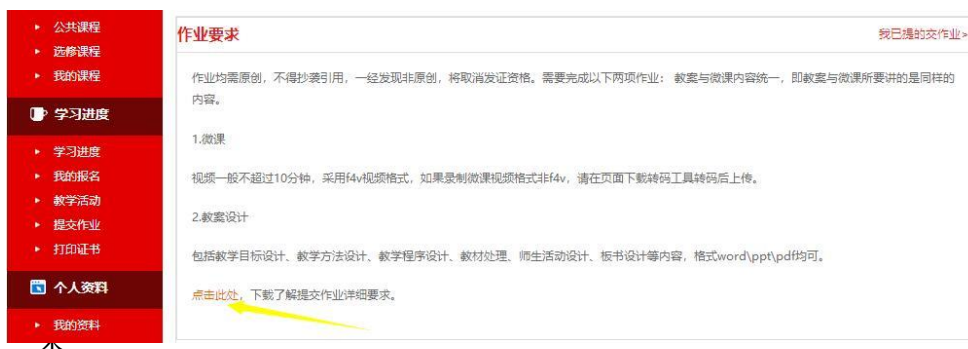 公共课程
选修课程
我的课程
学习进度
学习进度
我的报名
教学活动
提交作业
打印证书
个人资料
我的资料
作业要求
我已提的交作业>
作业均需原创，不得抄袭引用，一经发现非原创，将取消发证资格。需要完成以下两项作业： 教案与微课内容统一，即教案与微课所要讲的是同样的
内容。
1.微课
视频一般不超过10分钟，采用f4v视频格式，如果录制微课视频格式非f4v，请在页面下载转码工具转码后上传。
2.教案设计
包括教学目标设计、教学方法设计、教学程序设计、教材处理、师生活动设计、板书设计等内容，格式word\ppt\pdf均可。
点击此处，下载了解提交作业详细要求。